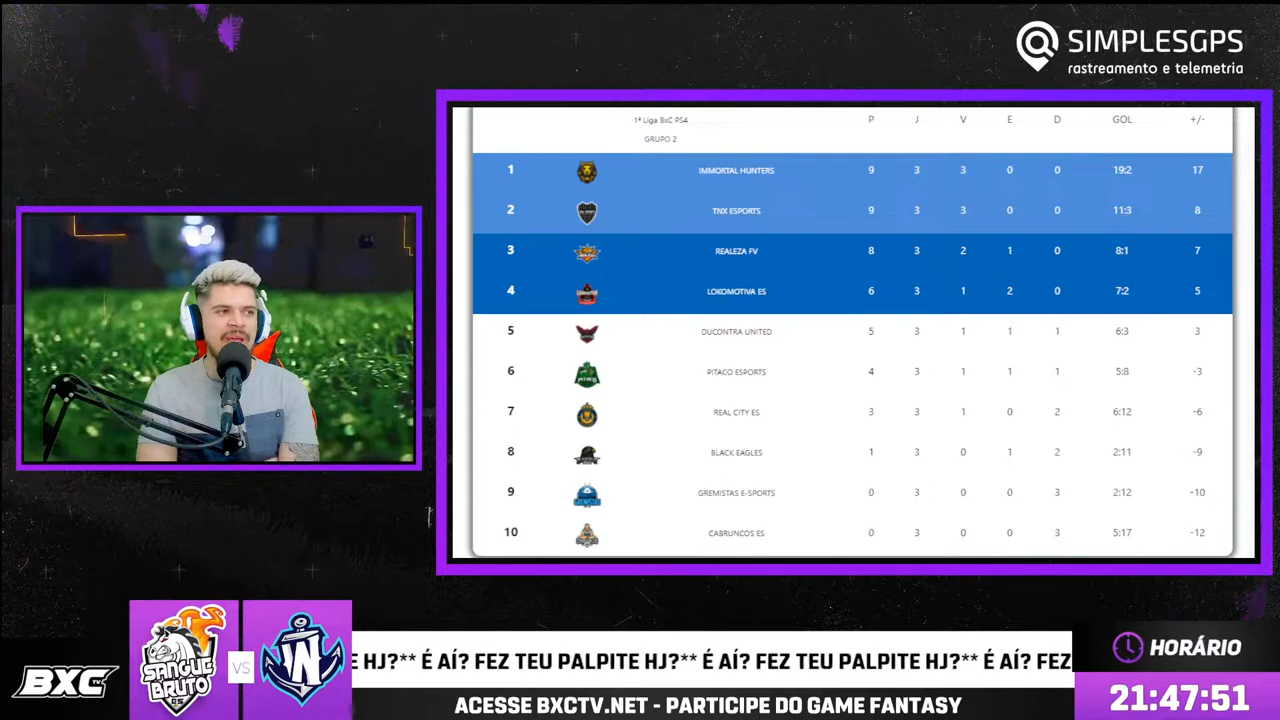 SIMPLESGPS
rastreamento e telemetria
1ª Liga BxC PS4
GRUPO 2
P J V E D GOL +/-
1 IMMORTAL HUNTERS 9 3 3 0 0 19:2 17
2 TNX ESPORTS 9 3 3 0 0 11:3 8
3 REALEZA FV 8 3 2 1 0 8:1 7
4 LOKOMOTIVA ES 6 3 1 2 0 7:2 5
5 DUCONTRA UNITED 5 3 1 1 1 6:3 3
6 PITACO ESPORTS 4 3 1 1 1 5:8 -3
7 REAL CITY ES 3 3 1 0 2 6:12 -6
8 BLACK EAGLES 1 3 0 1 2 2:11 -9
9 GREMISTAS E-SPORTS 0 3 0 0 3 2:12 -10
10 CABRUNCOS ES 0 3 0 0 3 5:17 -12
BXC TV
SANGUE
BRUTO
VS
N
E HJ?** É AÍ? FEZ TEU PALPITE HJ?** É AÍ? FEZ TEU PALPITE HJ?** É AÍ? FEZ
ACESSE BXCTV.NET - PARTICIPE DO GAME FANTASY
HORÁRIO
21:47:51